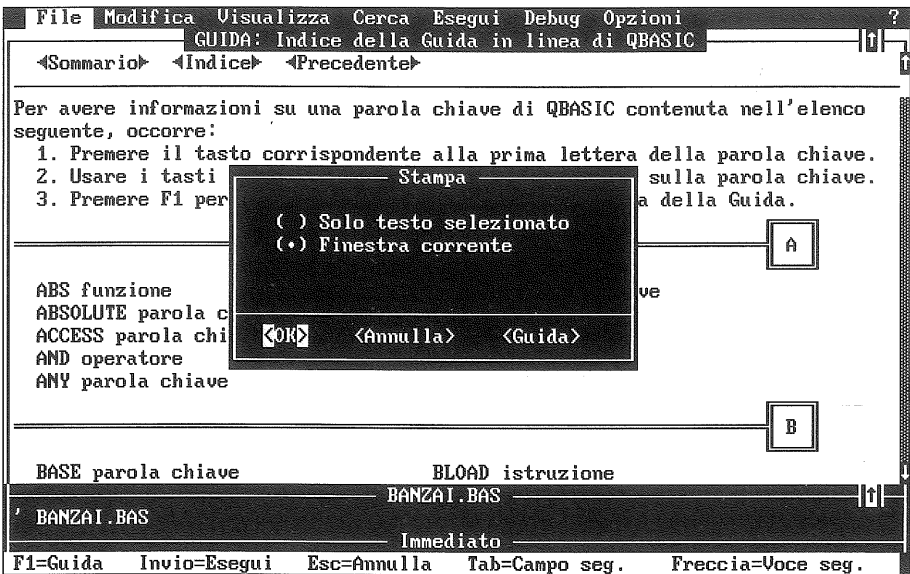 File Modifica Visualizza Cerca Esegui Debug Opzioni ?
GUIDA: Indice della Guida in linea di QBASIC
◄Sommario► ◄Indice► ◄Precedente►
Per avere informazioni su una parola chiave di QBASIC contenuta nell'elenco
seguente, occorre:
1. Premere il tasto corrispondente alla prima lettera della parola chiave.
2. Usare i tasti sulla parola chiave.
3. Premere F1 per a della Guida.
Stampa
( ) Solo testo selezionato
(•) Finestra corrente
<OK> <Annulla> <Guida>
A
ABS funzione ve
ABSOLUTE parola c
ACCESS parola chi
AND operatore
ANY parola chiave
B
BASE parola chiave BLOAD istruzione
BANZAI.BAS
' BANZAI.BAS
Immediato
F1=Guida Invio=Esegui Esc=Annulla Tab=Campo seg. Freccia=Voce seg.